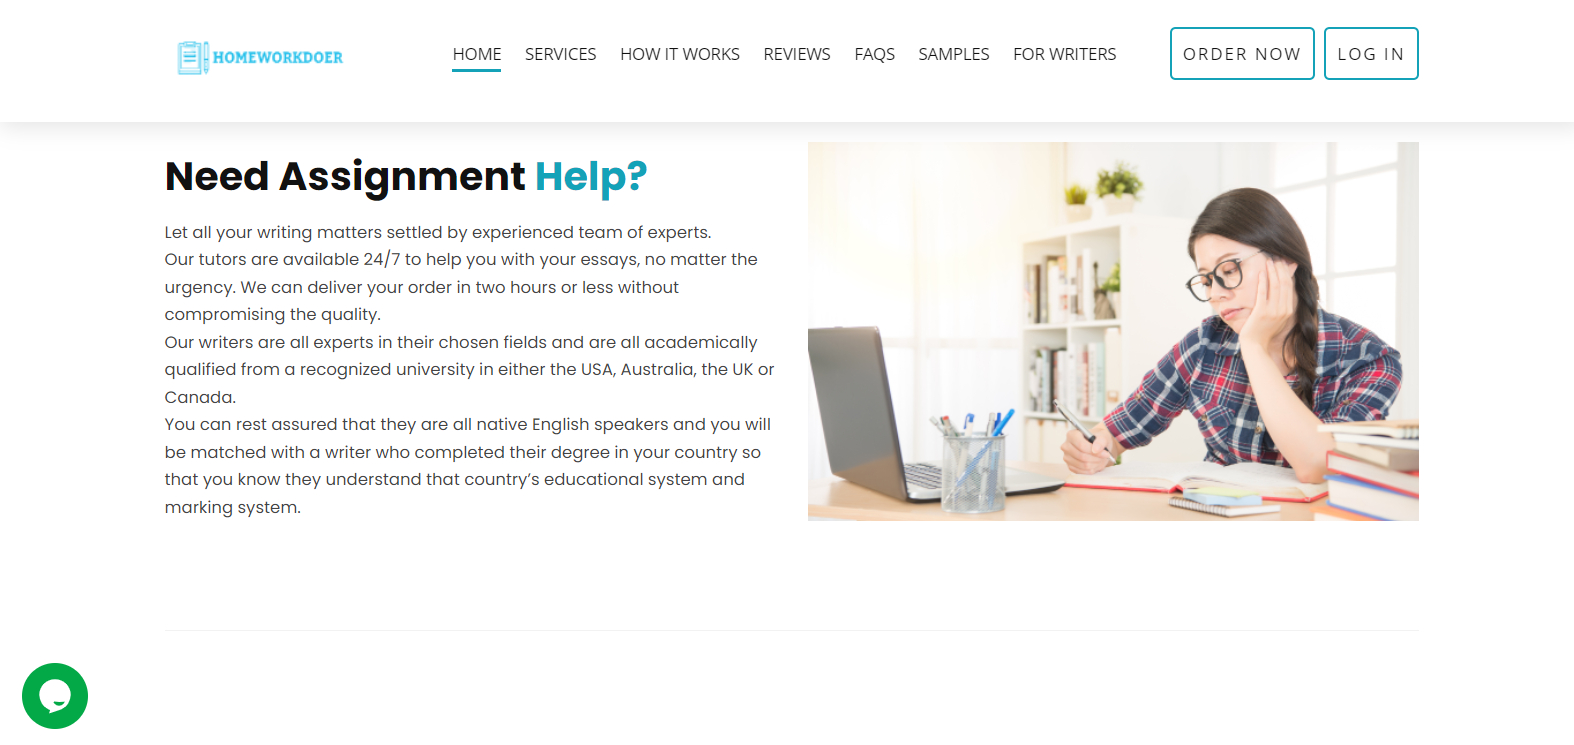 HOMEWORKDOER
HOME SERVICES HOW IT WORKS REVIEWS FAQS SAMPLES FOR WRITERS ORDER NOW LOG IN
Need Assignment Help?
Let all your writing matters settled by experienced team of experts.
Our tutors are available 24/7 to help you with your essays, no matter the
urgency. We can deliver your order in two hours or less without
compromising the quality.
Our writers are all experts in their chosen fields and are all academically
qualified from a recognized university in either the USA, Australia, the UK or
Canada.
You can rest assured that they are all native English speakers and you will
be matched with a writer who completed their degree in your country so
that you know they understand that country’s educational system and
marking system.